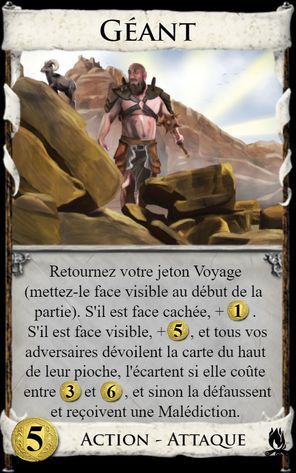 GÉANT
Retournez votre jeton Voyage
(mettez-le face visible au début de la
partie). S'il est face cachée, + 1 .
S'il est face visible, + 5 , et tous vos
adversaires dévoilent la carte du haut
de leur pioche, l'écartent si elle coûte
entre 3 et 6 , et sinon la défaussent
et reçoivent une Malédiction.
5 ACTION - ATTAQUE